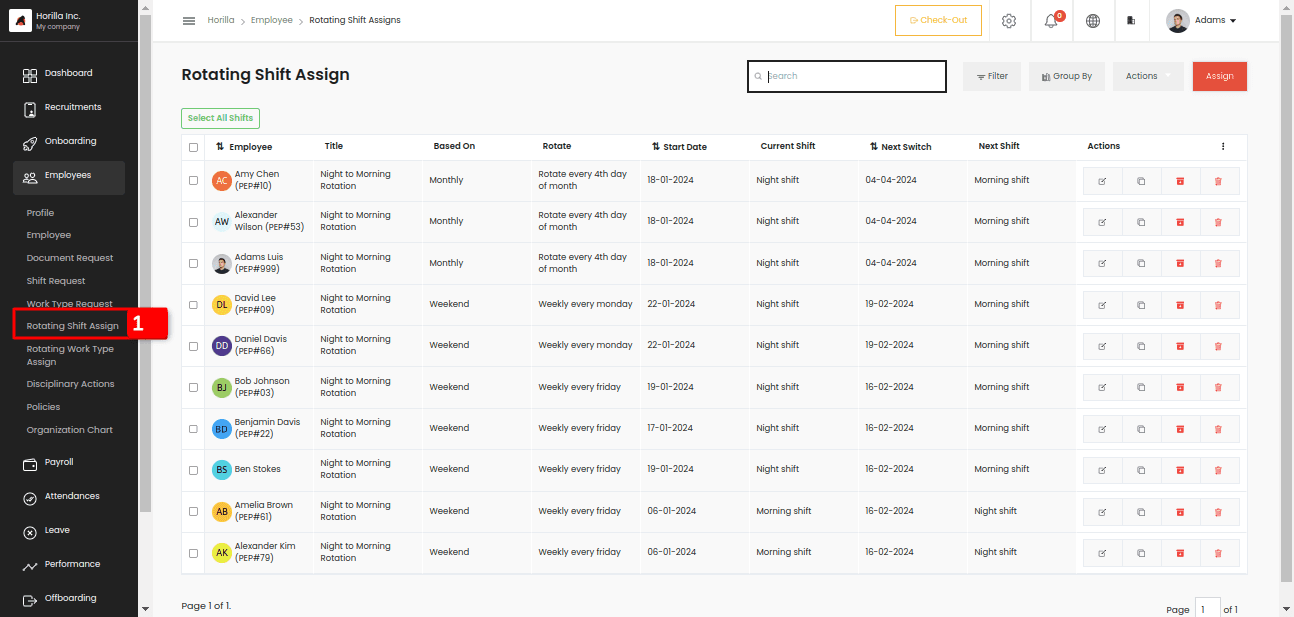 Horilla Inc.
My company
Dashboard
Recruitments
Onboarding
Employees
Profile
Employee
Document Request
Shift Request
Work Type Request
Rotating Shift Assign
1
Rotating Work Type
Assign
Disciplinary Actions
Policies
Organization Chart
Payroll
Attendances
Leave
Performance
Offboarding
Horilla > Employee > Rotating Shift Assigns
Check-Out
0
Adams
Rotating Shift Assign
Search
Filter
Group By
Actions
Assign
Select All Shifts
Employee Title Based On Rotate Start Date Current Shift Next Switch Next Shift Actions
AC Amy Chen (PEP#10) Night to Morning Rotation Monthly Rotate every 4th day of month 18-01-2024 Night shift 04-04-2024 Morning shift
AW Alexander Wilson (PEP#53) Night to Morning Rotation Monthly Rotate every 4th day of month 18-01-2024 Night shift 04-04-2024 Morning shift
Adams Luis (PEP#999) Night to Morning Rotation Monthly Rotate every 4th day of month 18-01-2024 Night shift 04-04-2024 Morning shift
DL David Lee (PEP#09) Night to Morning Rotation Weekend Weekly every monday 22-01-2024 Night shift 19-02-2024 Morning shift
DD Daniel Davis (PEP#66) Night to Morning Rotation Weekend Weekly every monday 22-01-2024 Night shift 19-02-2024 Morning shift
BJ Bob Johnson (PEP#03) Night to Morning Rotation Weekend Weekly every friday 19-01-2024 Night shift 16-02-2024 Morning shift
BD Benjamin Davis (PEP#22) Night to Morning Rotation Weekend Weekly every friday 17-01-2024 Night shift 16-02-2024 Morning shift
BS Ben Stokes Night to Morning Rotation Weekend Weekly every friday 19-01-2024 Night shift 16-02-2024 Morning shift
AB Amelia Brown (PEP#61) Night to Morning Rotation Weekend Weekly every friday 06-01-2024 Morning shift 16-02-2024 Night shift
AK Alexander Kim (PEP#79) Night to Morning Rotation Weekend Weekly every friday 06-01-2024 Morning shift 16-02-2024 Night shift
Page 1 of 1.
Page 1 of 1